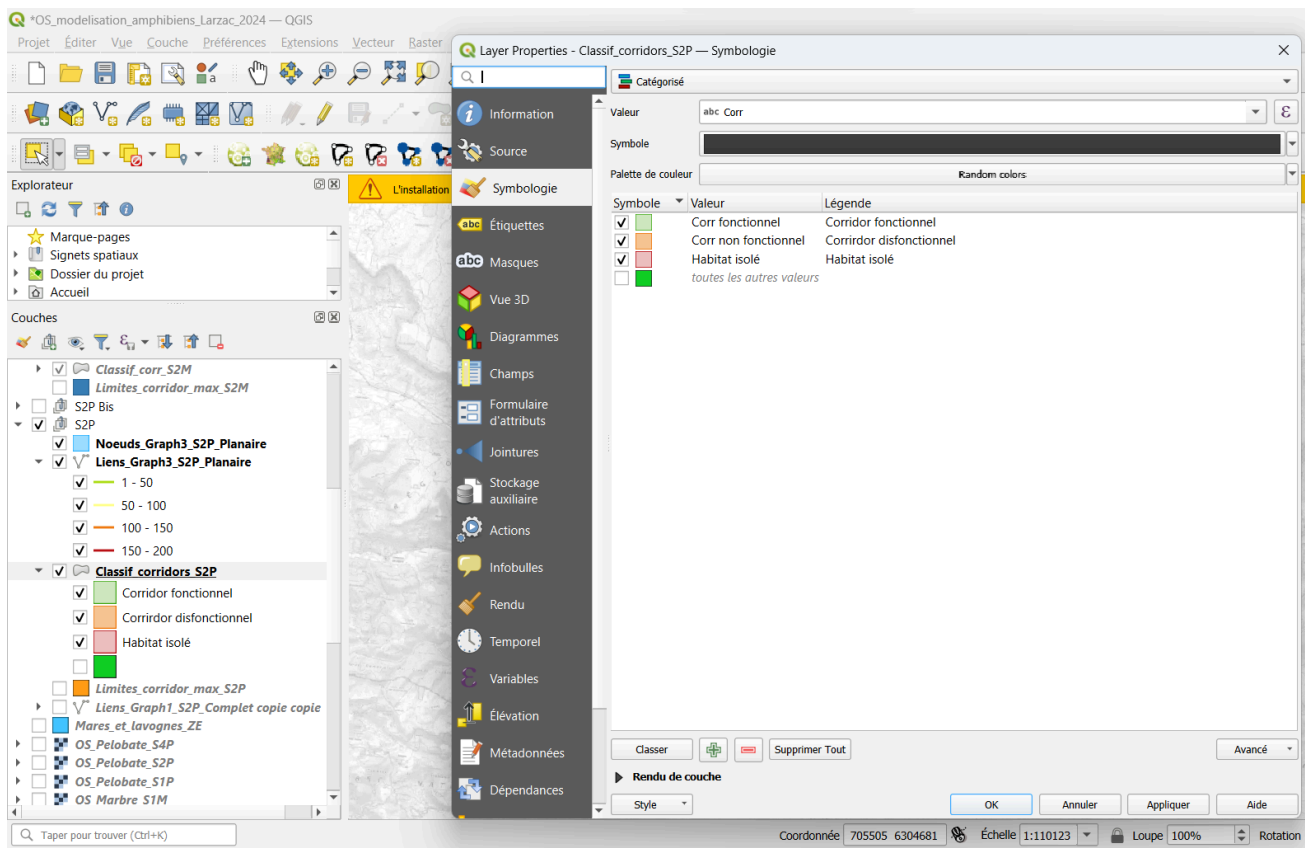 *OS_modelisation_amphibiens_Larzac_2024 — QGIS
Projet Éditer Vue Couche Préférences Extensions Vecteur Raster
Explorateur
Marque-pages
Signets spatiaux
Dossier du projet
Accueil
Couches
Classif_corr_S2M
Limites_corridor_max_S2M
S2P Bis
S2P
Noeuds_Graph3_S2P_Planaire
Liens_Graph3_S2P_Planaire
1 - 50
50 - 100
100 - 150
150 - 200
Classif_corridors_S2P
Corridor fonctionnel
Corrirdor disfonctionnel
Habitat isolé
Limites_corridor_max_S2P
Liens_Graph1_S2P_Complet copie copie
Mares_et_lavognes_ZE
OS_Pelobate_S4P
OS_Pelobate_S2P
OS_Pelobate_S1P
OS_Marbre_S1M
L'installation
Layer Properties - Classif_corridors_S2P — Symbologie
Information
Source
Symbologie
abc Étiquettes
abc Masques
Vue 3D
Diagrammes
Champs
Formulaire
d'attributs
Jointures
Stockage
auxiliaire
Actions
Infobulles
Rendu
Temporel
Variables
Élévation
Métadonnées
Dépendances
Catégorisé
Valeur abc Corr ε
Symbole
Palette de couleur Random colors
Symbole Valeur Légende
Corr fonctionnel Corridor fonctionnel
Corr non fonctionnel Corrirdor disfonctionnel
Habitat isolé Habitat isolé
toutes les autres valeurs
Classer Supprimer Tout Avancé
Rendu de couche
Style OK Annuler Appliquer Aide
Taper pour trouver (Ctrl+K) Coordonnée 705505 6304681 Échelle 1:110123 Loupe 100% Rotation